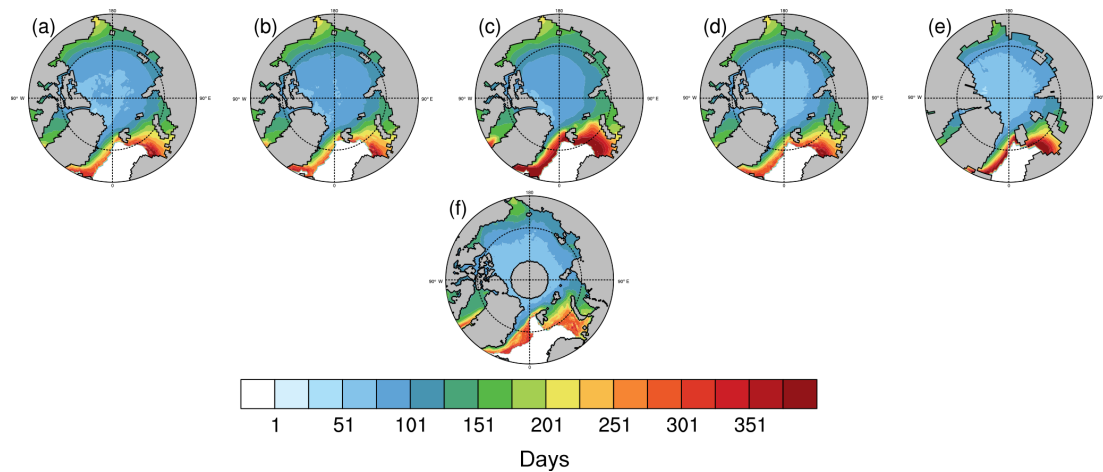 (a) (b) (c) (d) (e)
180 180 180 180 180
90° W 90° E 90° W 90° E 90° W 90° E 90° W 90° E 90° W 90° E
0 0 0 0 0
(f)
180
90° W 90° E
0
1 51 101 151 201 251 301 351
Days